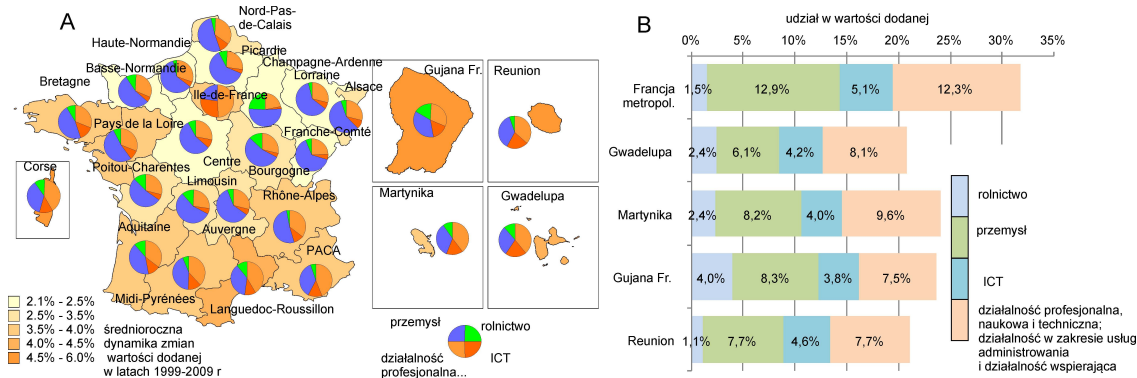 A
Nord-Pas-
de-Calais
Haute-Normandie
Picardie
Basse-Normandie
Champagne-Ardenne
Bretagne
Lorraine
Alsace
Ile-de-France
Pays de la Loire
Franche-Comté
Centre
Bourgogne
Corse
Poitou-Charentes
Limousin
Rhône-Alpes
Aquitaine
Auvergne
PACA
Midi-Pyrénées
Languedoc-Roussillon
Gujana Fr.
Reunion
Martynika
Gwadelupa
2.1% - 2.5%
2.5% - 3.5%
3.5% - 4.0% średnioroczna
4.0% - 4.5% dynamika zmian
4.5% - 6.0% wartości dodanej
w latach 1999-2009 r
przemysł
rolnictwo
działalność
profesjonalna...
ICT
B
udział w wartości dodanej
0% 5% 10% 15% 20% 25% 30% 35%
Francja
metropol.
1,5% 12,9% 5,1% 12,3%
Gwadelupa
2,4% 6,1% 4,2% 8,1%
Martynika
2,4% 8,2% 4,0% 9,6%
Gujana Fr.
4,0% 8,3% 3,8% 7,5%
Reunion
1,1% 7,7% 4,6% 7,7%
rolnictwo
przemysł
ICT
działalność profesjonalna,
naukowa i techniczna;
działalność w zakresie usług
administrowania
i działalność wspierająca